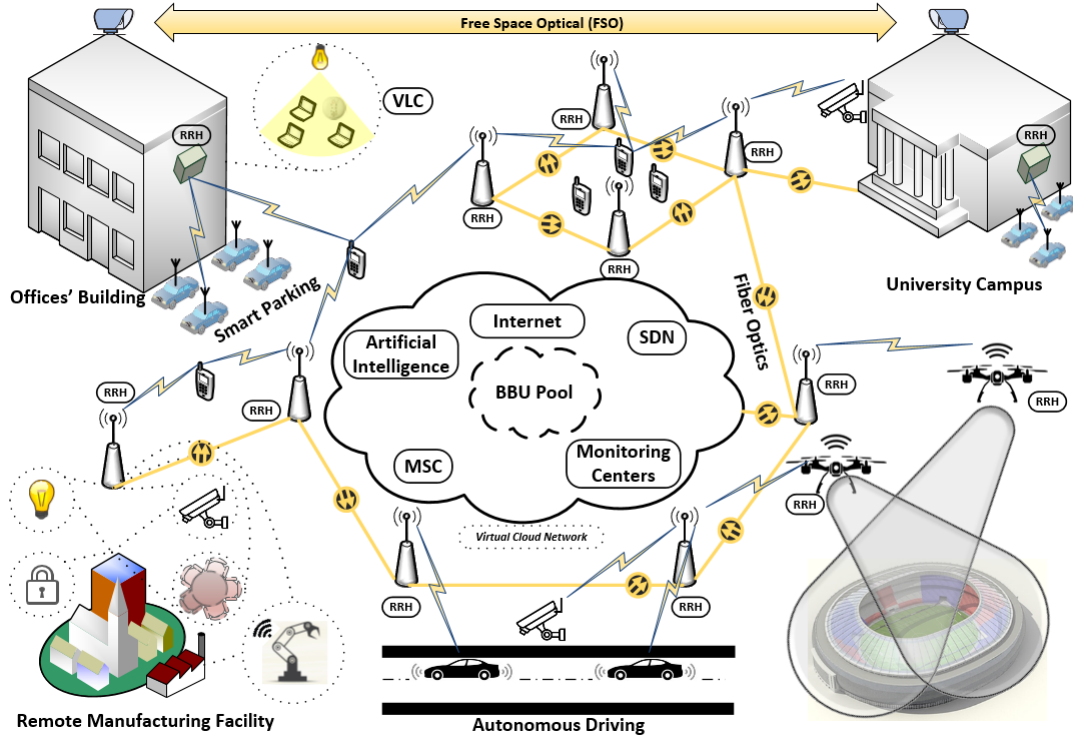 Free Space Optical (FSO)
VLC
RRH
RRH
RRH
RRH
RRH
RRH
RRH
Offices' Building
Smart Parking
University Campus
Internet
Artificial
Intelligence
SDN
Fiber Optics
BBU Pool
RRH
RRH
RRH
RRH
MSC
Monitoring
Centers
RRH
Virtual Cloud Network
RRH
RRH
Remote Manufacturing Facility
Autonomous Driving